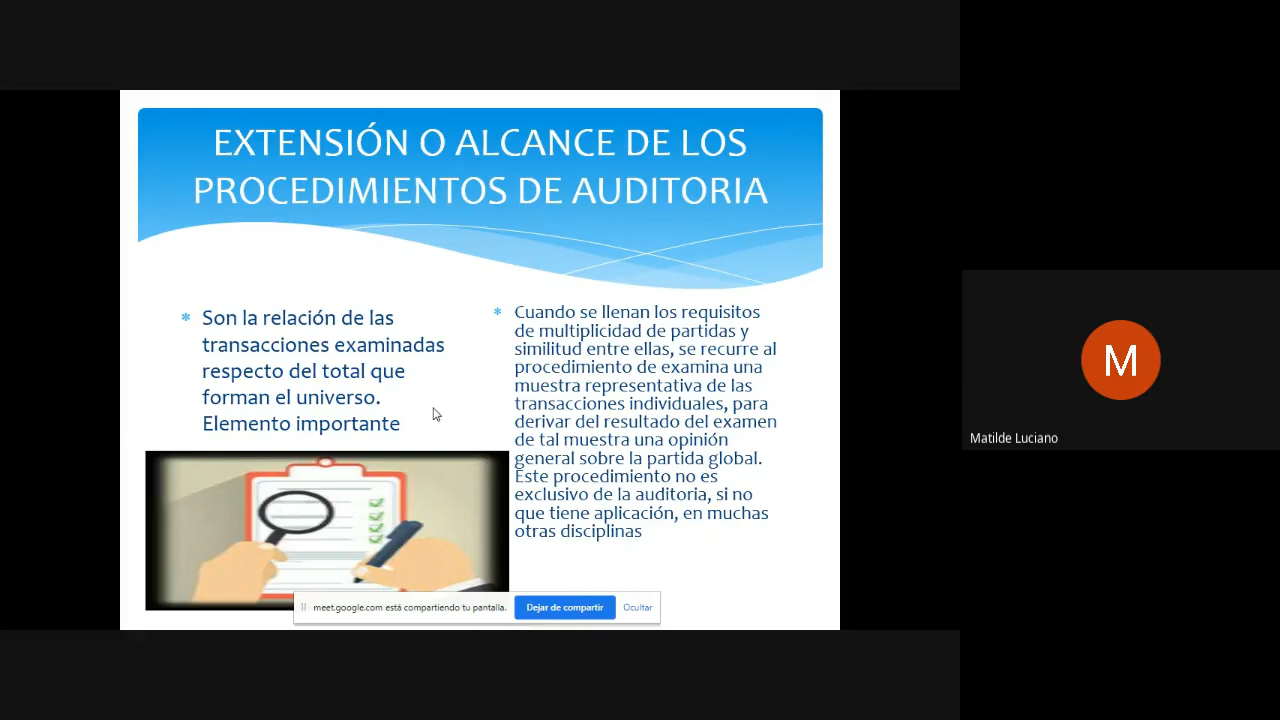 EXTENSIÓN O ALCANCE DE LOS
PROCEDIMIENTOS DE AUDITORIA
Son la relación de las
transacciones examinadas
respecto del total que
forman el universo.
Elemento importante
Cuando se llenan los requisitos
de multiplicidad de partidas y
similitud entre ellas, se recurre al
procedimiento de examina una
muestra representativa de las
transacciones individuales, para
derivar del resultado del examen
de tal muestra una opinión
general sobre la partida global.
Este procedimiento no es
exclusivo de la auditoria, si no
que tiene aplicación, en muchas
otras disciplinas
meet.google.com está compartiendo tu pantalla.
Dejar de compartir
Ocultar
M
Matilde Luciano